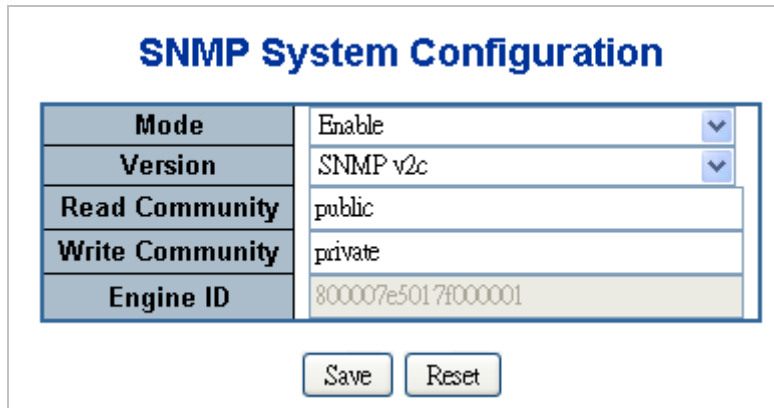 SNMP System Configuration
Mode Enable
Version SNMP v2c
Read Community public
Write Community private
Engine ID 800007e5017f000001
Save Reset